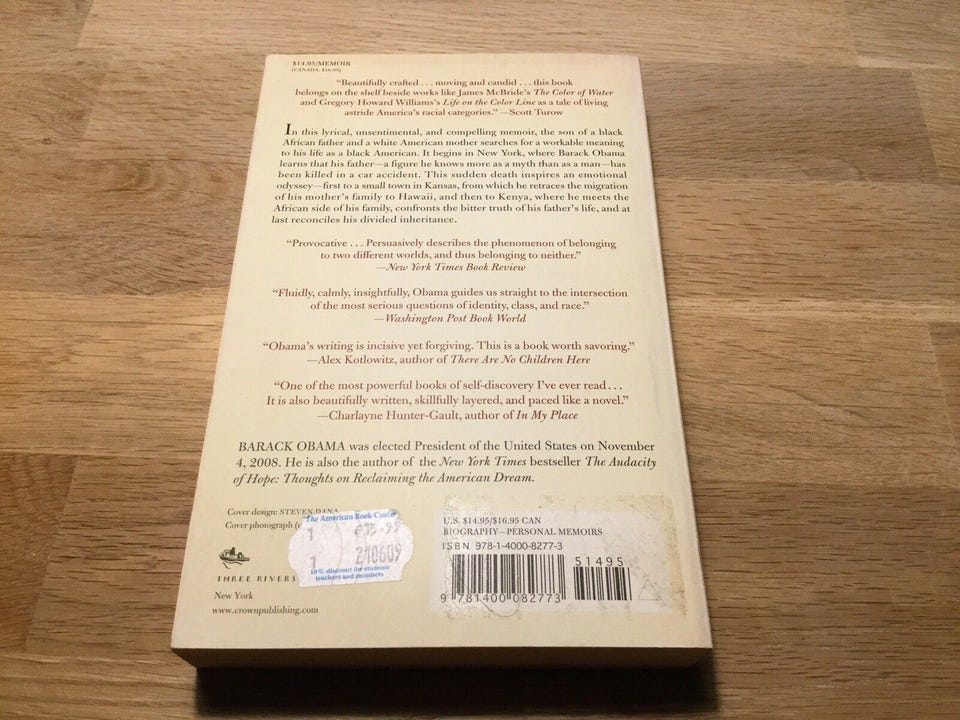 $14.95/MEMOIR
(CANADA: $16.95)
“Beautifully crafted . . . moving and candid . . . this book
belongs on the shelf beside works like James McBride’s The Color of Water
and Gregory Howard Williams’s Life on the Color Line as a tale of living
astride America’s racial categories.” —Scott Turow
In this lyrical, unsentimental, and compelling memoir, the son of a black
African father and a white American mother searches for a workable meaning
to his life as a black American. It begins in New York, where Barack Obama
learns that his father—a figure he knows more as a myth than as a man—has
been killed in a car accident. This sudden death inspires an emotional
odyssey—first to a small town in Kansas, from which he retraces the migration
of his mother’s family to Hawaii, and then to Kenya, where he meets the
African side of his family, confronts the bitter truth of his father’s life, and at
last reconciles his divided inheritance.
“Provocative . . . Persuasively describes the phenomenon of belonging
to two different worlds, and thus belonging to neither.”
—New York Times Book Review
“Fluidly, calmly, insightfully, Obama guides us straight to the intersection
of the most serious questions of identity, class, and race.”
—Washington Post Book World
“Obama’s writing is incisive yet forgiving. This is a book worth savoring.”
—Alex Kotlowitz, author of There Are No Children Here
“One of the most powerful books of self-discovery I’ve ever read . . .
It is also beautifully written, skillfully layered, and paced like a novel.”
—Charlayne Hunter-Gault, author of In My Place
BARACK OBAMA was elected President of the United States on November
4, 2008. He is also the author of the New York Times bestseller The Audacity
of Hope: Thoughts on Reclaiming the American Dream.
Cover design: STEVEN DANA
Cover photograph
The American Book Center
1
1 210609
10% discount for students
teachers and members
THREE RIVERS
New York
www.crownpublishing.com
U.S. $14.95/$16.95 CAN
BIOGRAPHY—PERSONAL MEMOIRS
ISBN 978-1-4000-8277-3
51495
9 781400 082773